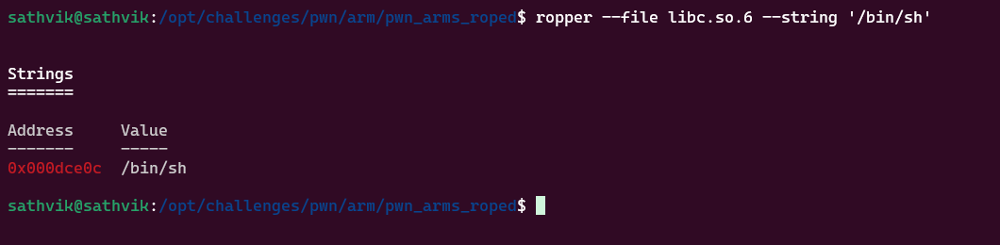 sathvik@sathvik:/opt/challenges/pwn/arm/pwn_arms_roped$ ropper --file libc.so.6 --string '/bin/sh'
Strings
=======
Address     Value
-------     -----
0x000dce0c  /bin/sh
sathvik@sathvik:/opt/challenges/pwn/arm/pwn_arms_roped$